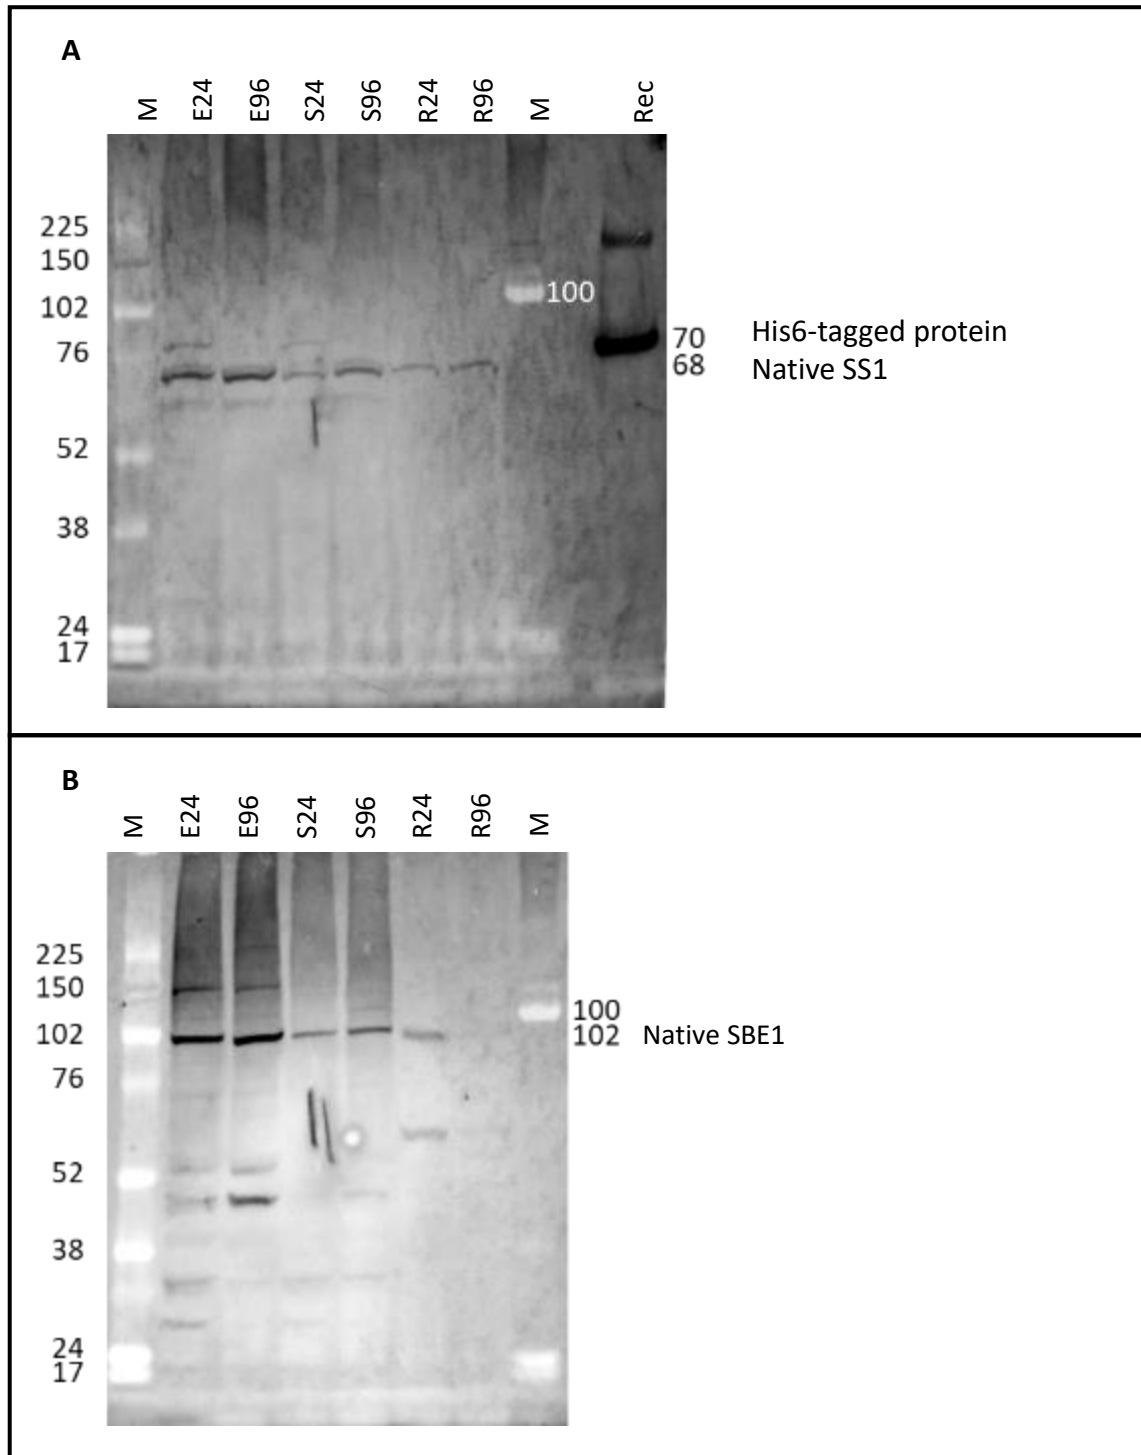 A
M E24 E96 S24 S96 R24 R96 M Rec
225
150
102
76
52
38
24
17
100
70 His6-tagged protein
68 Native SS1
B
M E24 E96 S24 S96 R24 R96 M
225
150
102
76
52
38
24
17
100
102 Native SBE1